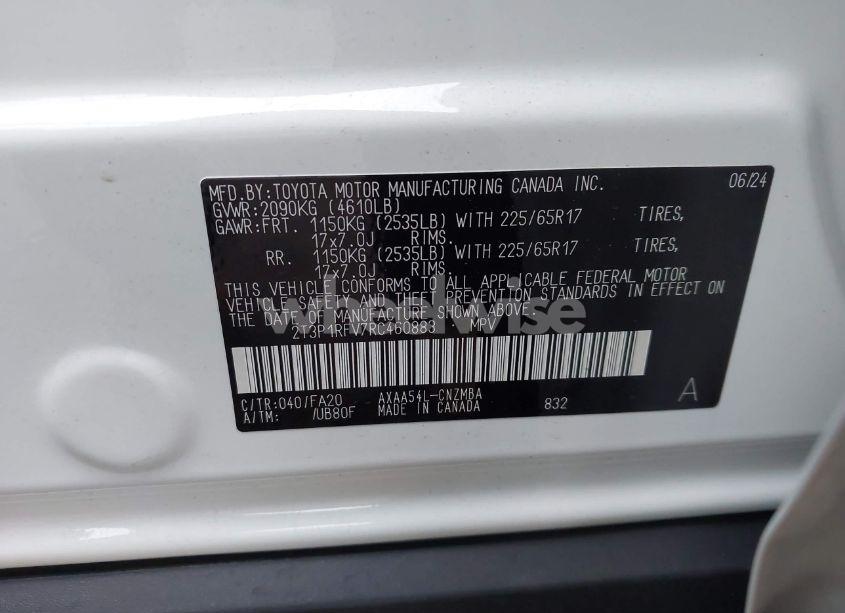 MFD.BY:TOYOTA MOTOR MANUFACTURING CANADA INC. 06/24
GVWR:2090KG (4610LB)
GAWR:FRT. 1150KG (2535LB) WITH 225/65R17 TIRES,
17x7.0J RIMS.
RR. 1150KG (2535LB) WITH 225/65R17 TIRES,
17x7.0J RIMS.
THIS VEHICLE CONFORMS TO ALL APPLICABLE FEDERAL MOTOR
VEHICLE SAFETY AND THEFT PREVENTION STANDARDS IN EFFECT ON
THE DATE OF MANUFACTURE SHOWN ABOVE.
2T3P1RFV7RC460883 MPV
wheelwise
C/TR:040/FA20 AXAA54L-CNZMBA 832 A
A/TM: /UB80F MADE IN CANADA